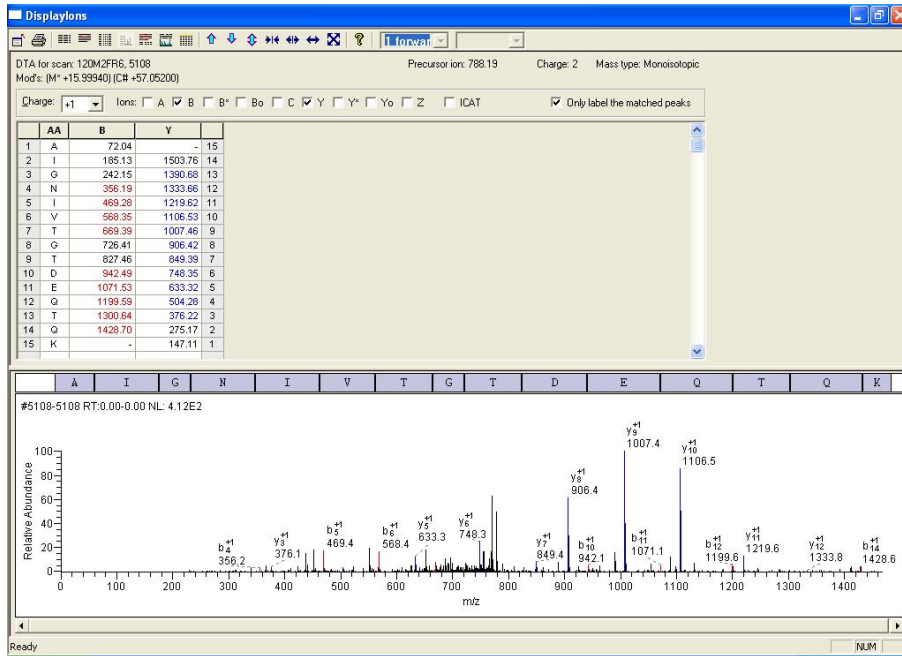 DisplayIons
1 forwar
DTA for scan: 120M2FR6, 5108 Precursor ion: 788.19 Charge: 2 Mass type: Monoisotopic
Mod's: (M* +15.99940) (C# +57.05200)
Charge: +1 Ions: A B B* Bo C Y Y* Yo Z ICAT Only label the matched peaks
AA B Y
1 A 72.04 - 15
2 I 185.13 1503.76 14
3 G 242.15 1390.68 13
4 N 356.19 1333.66 12
5 I 469.28 1219.62 11
6 V 568.35 1106.53 10
7 T 669.39 1007.46 9
8 G 726.41 906.42 8
9 T 827.46 849.39 7
10 D 942.49 748.35 6
11 E 1071.53 633.32 5
12 Q 1199.59 504.28 4
13 T 1300.64 376.22 3
14 Q 1428.70 275.17 2
15 K - 147.11 1
A I G N I V T G T D E Q T Q K
#5108-5108 RT:0.00-0.00 NL: 4.12E2
Relative Abundance
100
80
60
40
20
0
b4+1 356.2
y3+1 376.1
b5+1 469.4
b6+1 568.4
y5+1 633.3
y6+1 748.3
y7+1 849.4
y8+1 906.4
b10+1 942.1
y9+1 1007.4
b11+1 1071.1
y10+1 1106.5
b12+1 1199.6
y11+1 1219.6
y12+1 1333.8
b14+1 1428.6
0 100 200 300 400 500 600 700 800 900 1000 1100 1200 1300 1400
m/z
Ready NUM